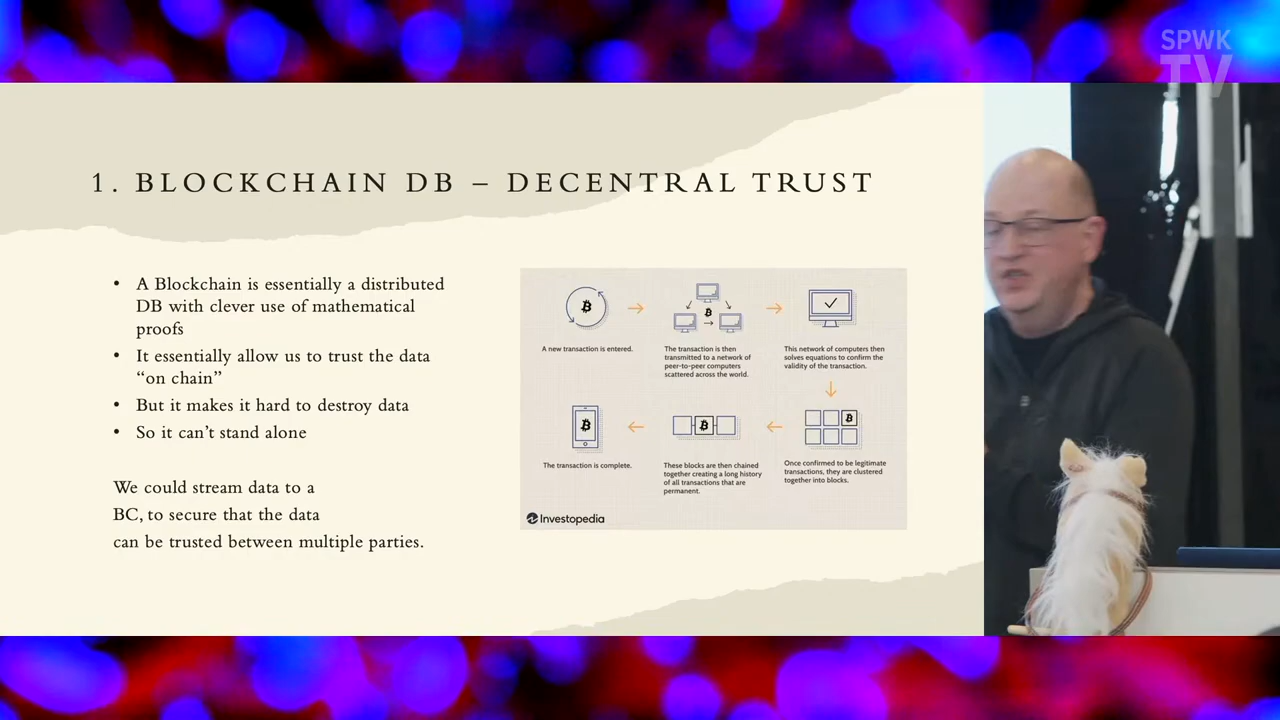 SPWK
TV
1. BLOCKCHAIN DB – DECENTRAL TRUST
• A Blockchain is essentially a distributed
DB with clever use of mathematical
proofs
• It essentially allow us to trust the data
“on chain”
• But it makes it hard to destroy data
• So it can’t stand alone
We could stream data to a
BC, to secure that the data
can be trusted between multiple parties.
A new transaction is entered.
The transaction is then
transmitted to a network of
peer-to-peer computers
scattered across the world.
This network of computers then
solves equations to confirm the
validity of the transaction.
The transaction is complete.
These blocks are then chained
together creating a long history
of all transactions that are
permanent.
Once confirmed to be legitimate
transactions, they are clustered
together into blocks.
Investopedia